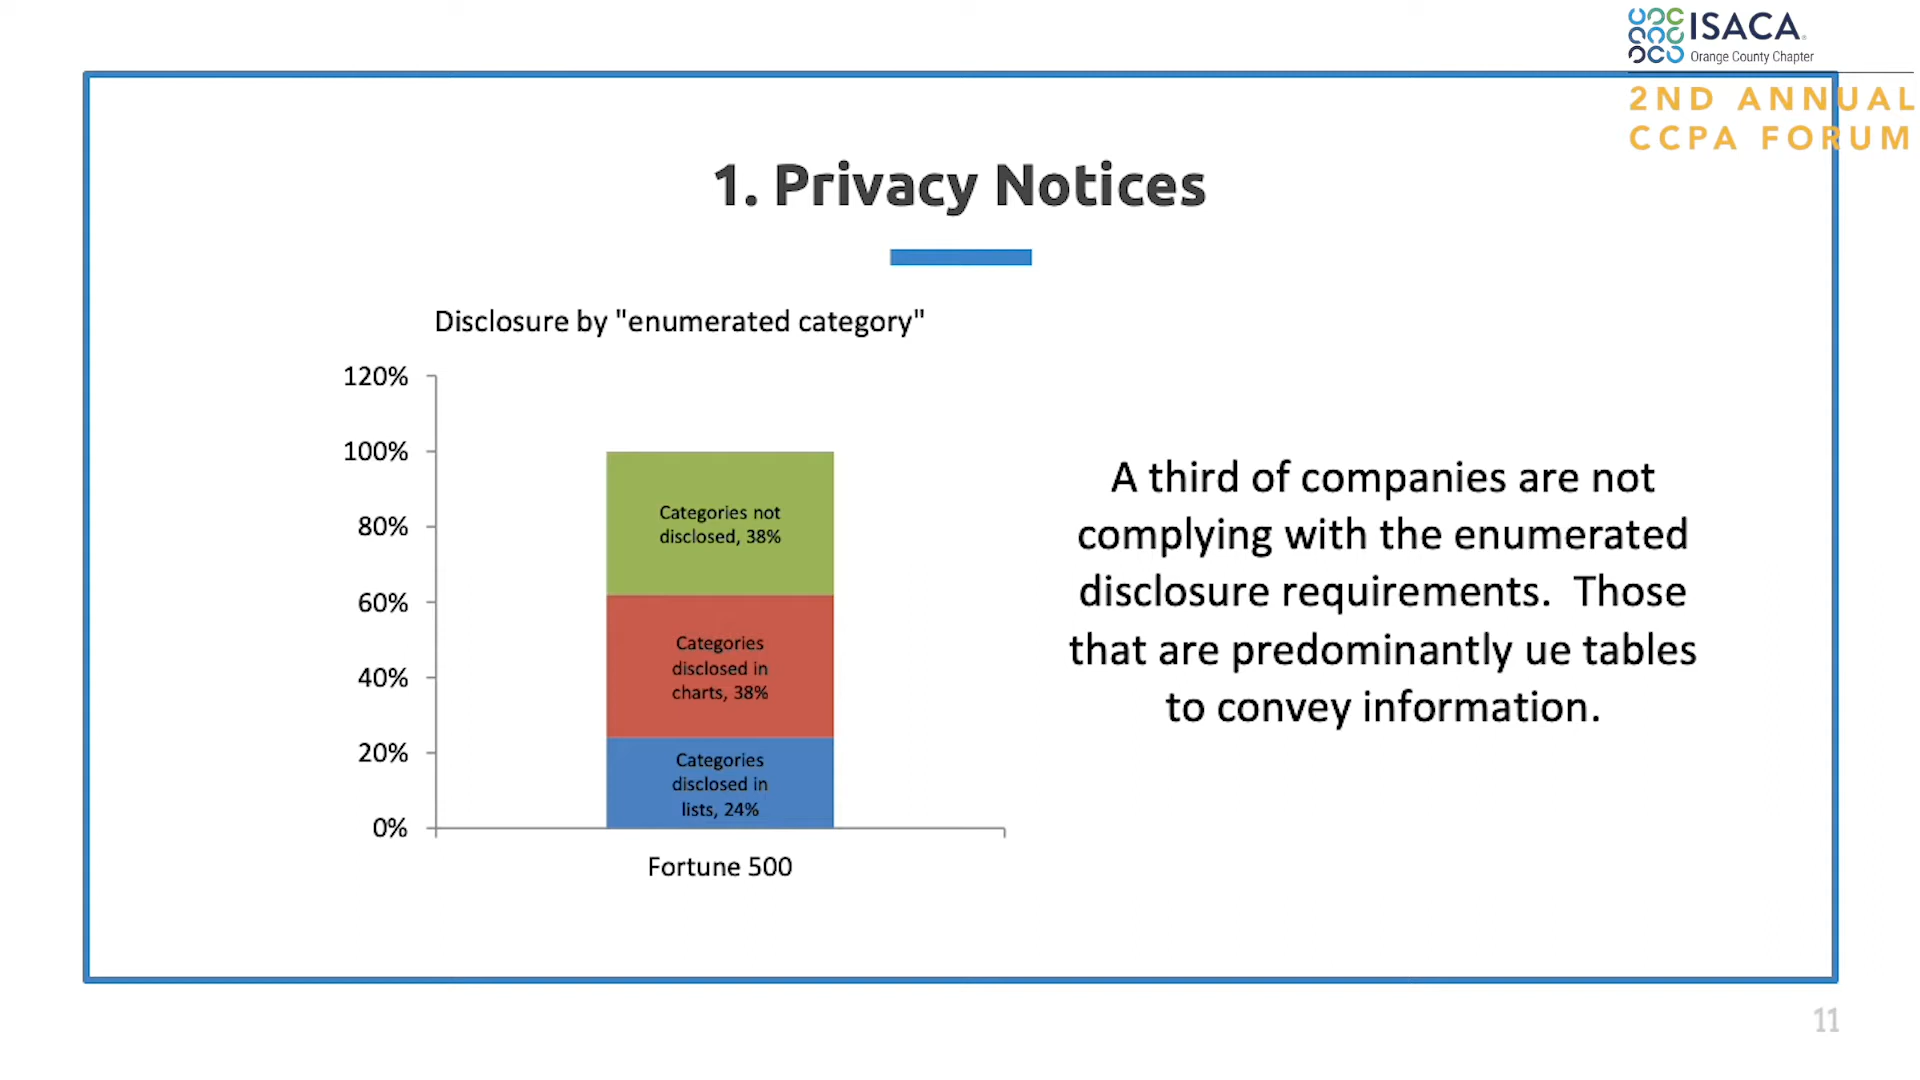 ISACA
Orange County Chapter
2ND ANNUAL
CCPA FORUM
1. Privacy Notices
Disclosure by "enumerated category"
120%
100%
80%
60%
40%
20%
0%
Categories not
disclosed, 38%
Categories
disclosed in
charts, 38%
Categories
disclosed in
lists, 24%
Fortune 500
A third of companies are not
complying with the enumerated
disclosure requirements.  Those
that are predominantly ue tables
to convey information.
11